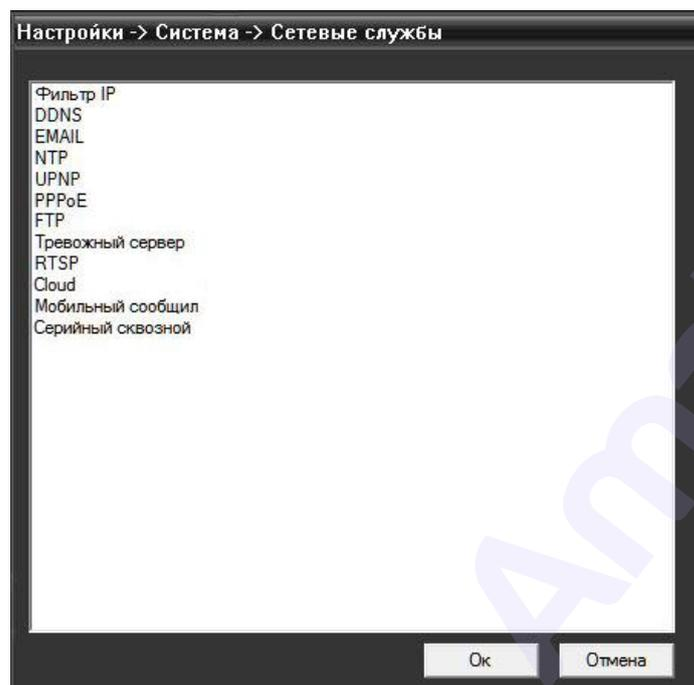 Настройки -> Система -> Сетевые службы
Фильтр IP
DDNS
EMAIL
NTP
UPNP
PPPoE
FTP
Тревожный сервер
RTSP
Cloud
Мобильный сообщил
Серийный сквозной
Ок
Отмена